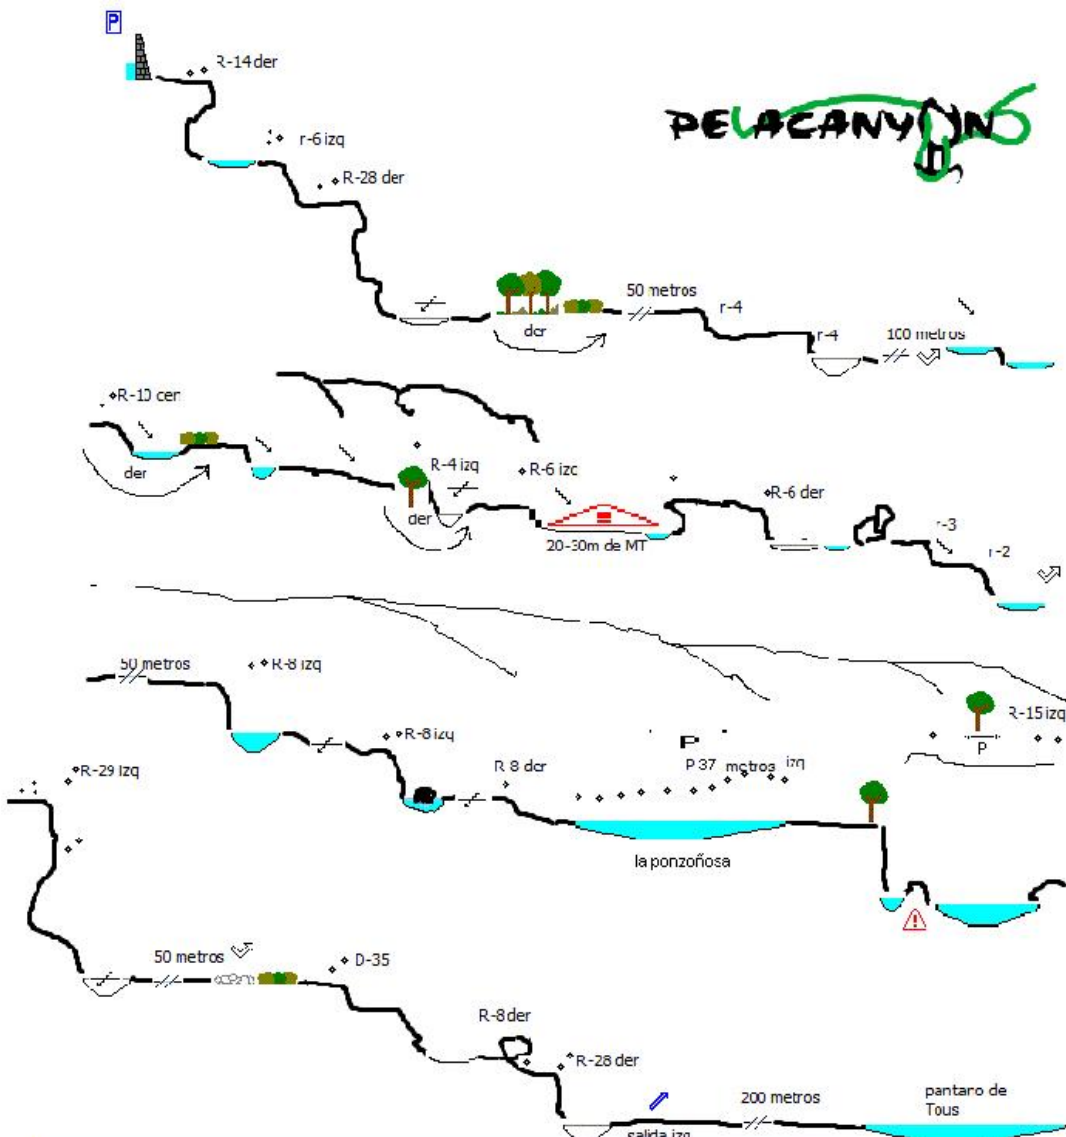 P
R-14 der
PELACANYON
r-6 izq
R-28 der
50 metros
r-4
der
r-4
100 metros
R-10 cen
der
R-4 izq
R-6 izc
der
20-30m de MT
R-6 der
r-3
r-2
50 metros
R-8 izq
R-15 izq
P
R-8 izq
P
P 37 metros izq
R-29 izq
R 8 der
la ponzoñosa
50 metros
D-35
R-8 der
R-28 der
salida izq
200 metros
pantaro de
Tous